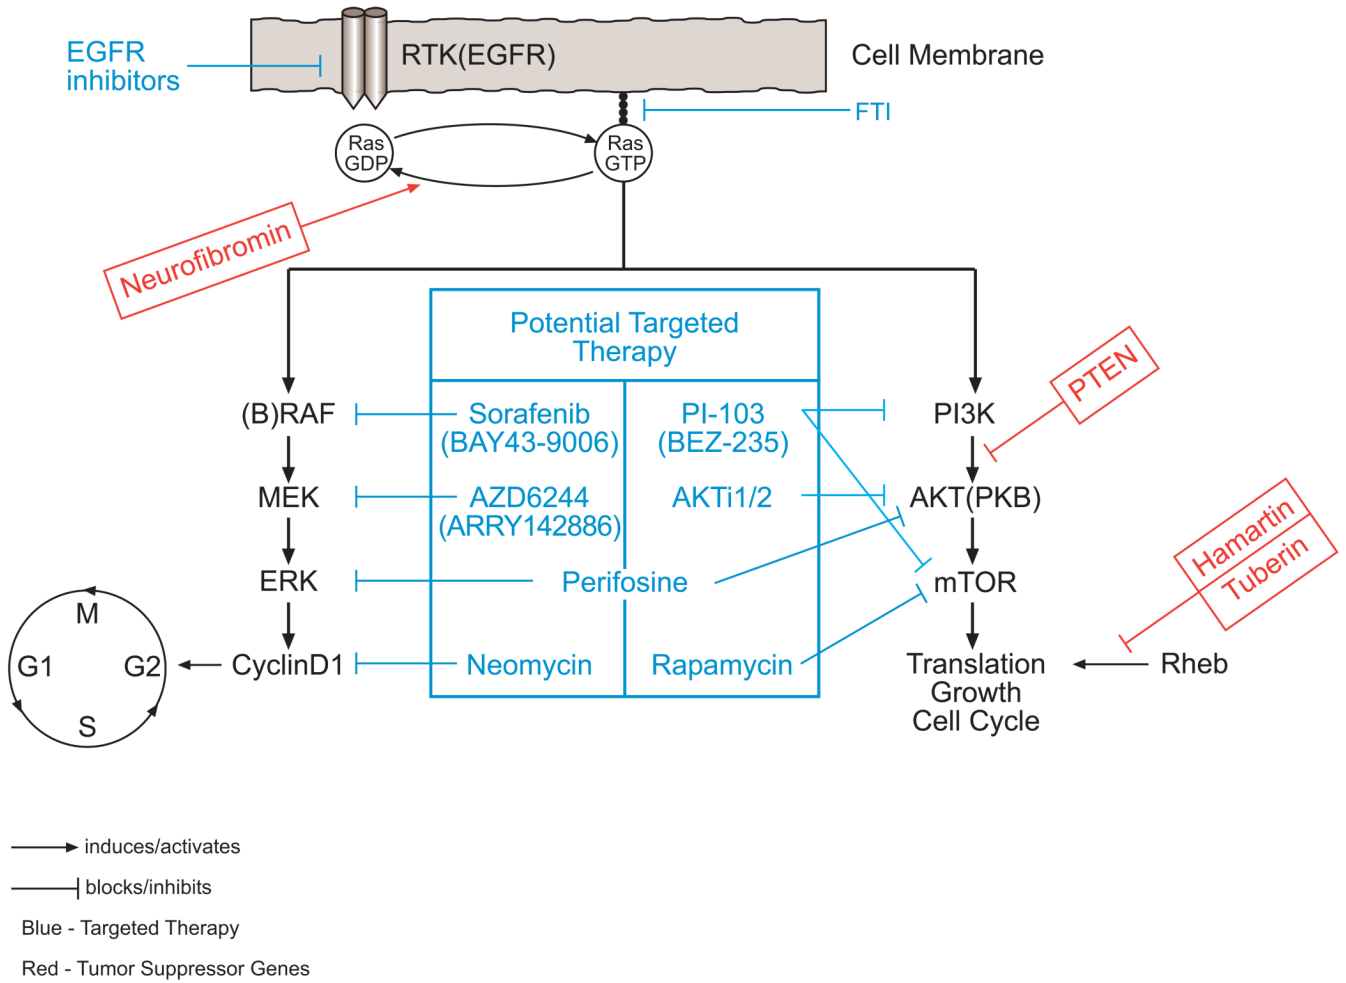 EGFR
inhibitors
RTK(EGFR)
Cell Membrane
FTI
Ras
GDP
Ras
GTP
Neurofibromin
Potential Targeted
Therapy
PTEN
(B)RAF
Sorafenib
(BAY43-9006)
PI-103
(BEZ-235)
PI3K
MEK
AZD6244
(ARRY142886)
AKTi1/2
AKT(PKB)
Hamartin
Tuberin
ERK
Perifosine
mTOR
M
G1
G2
S
CyclinD1
Neomycin
Rapamycin
Translation
Growth
Cell Cycle
Rheb
induces/activates
blocks/inhibits
Blue - Targeted Therapy
Red - Tumor Suppressor Genes